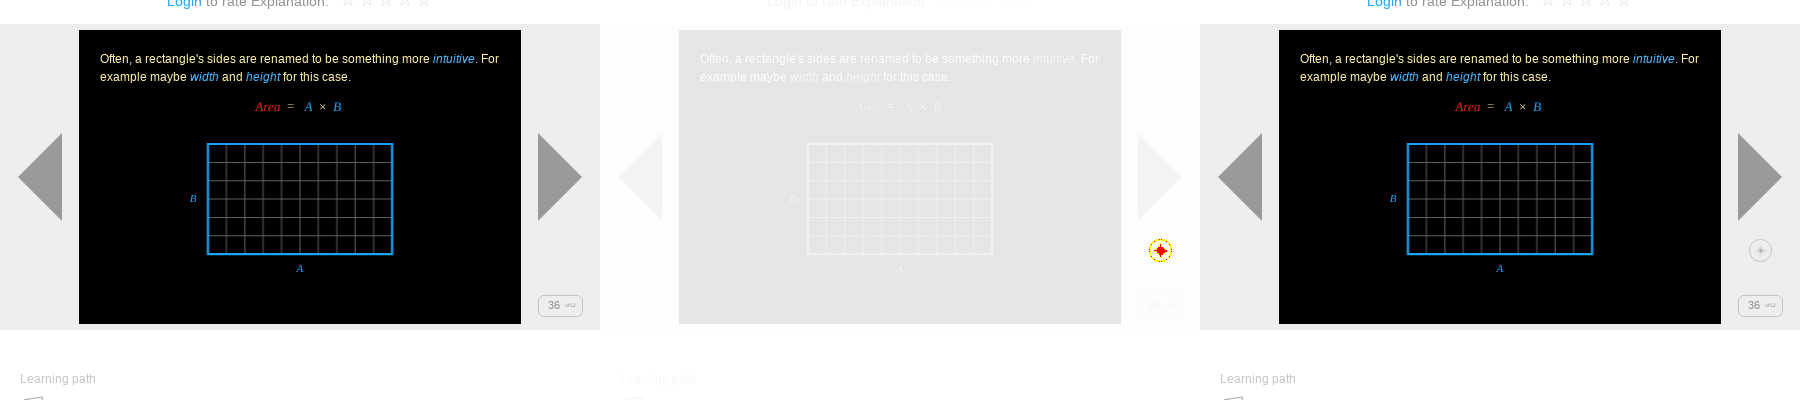 Login to rate Explanation: ☆ ☆ ☆ ☆ ☆
Often, a rectangle's sides are renamed to be something more intuitive. For
example maybe width and height for this case.
Area = A × B
B
A
36
Learning path
Login to rate Explanation:
Often, a rectangle's sides are renamed to be something more intuitive. For
example maybe width and height for this case.
Area = A × B
B
A
36
Learning path
Login to rate Explanation: ☆ ☆ ☆ ☆ ☆
Often, a rectangle's sides are renamed to be something more intuitive. For
example maybe width and height for this case.
Area = A × B
B
A
36
Learning path